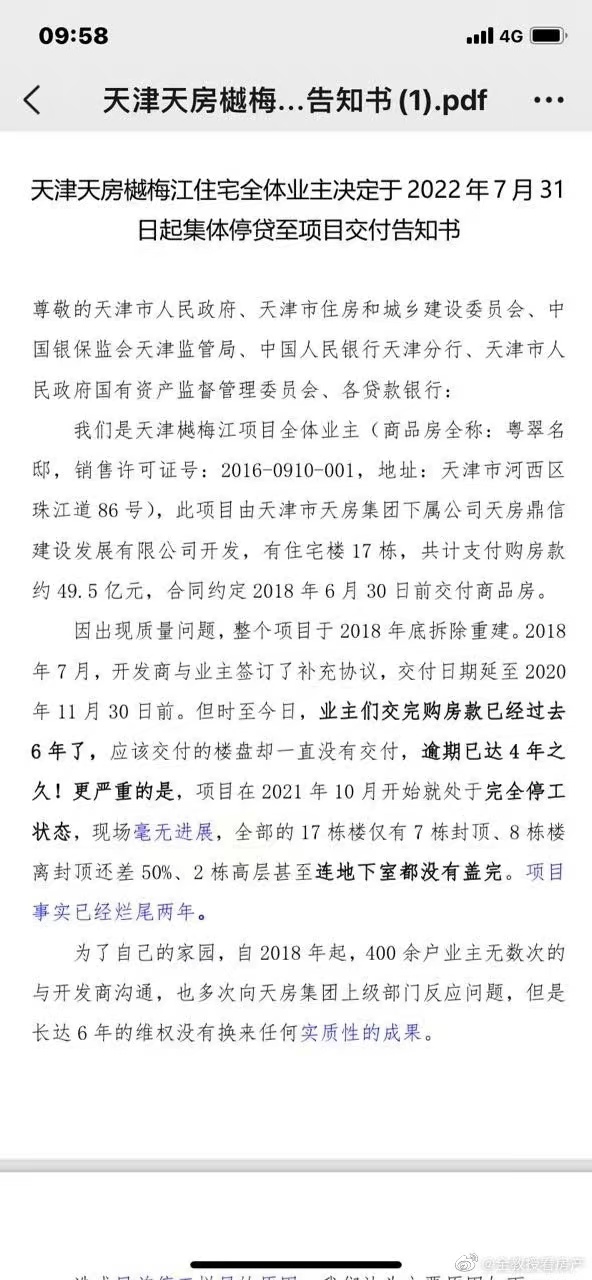 09:58
4G
天津天房樾梅...告知书(1).pdf
天津天房樾梅江住宅全体业主决定于 2022 年 7 月 31
日起集体停贷至项目交付告知书
尊敬的天津市人民政府、天津市住房和城乡建设委员会、中
国银保监会天津监管局、中国人民银行天津分行、天津市人
民政府国有资产监督管理委员会、各贷款银行:
我们是天津樾梅江项目全体业主（商品房全称：粤翠名
邸，销售许可证号：2016-0910-001，地址：天津市河西区
珠江道 86 号），此项目由天津市天房集团下属公司天房鼎信
建设发展有限公司开发，有住宅楼 17 栋，共计支付购房款
约 49.5 亿元，合同约定 2018 年 6 月 30 日前交付商品房。
因出现质量问题，整个项目于 2018 年底拆除重建。2018
年 7 月，开发商与业主签订了补充协议，交付日期延至 2020
年 11 月 30 日前。但时至今日，业主们交完购房款已经过去
6 年了，应该交付的楼盘却一直没有交付，逾期已达 4 年之
久！更严重的是，项目在 2021 年 10 月开始就处于完全停工
状态，现场毫无进展，全部的 17 栋楼仅有 7 栋封顶、8 栋楼
离封顶还差 50%、2 栋高层甚至连地下室都没有盖完。项目
事实已经烂尾两年。
为了自己的家园，自 2018 年起，400 余户业主无数次的
与开发商沟通，也多次向天房集团上级部门反应问题，但是
长达 6 年的维权没有换来任何实质性的成果。